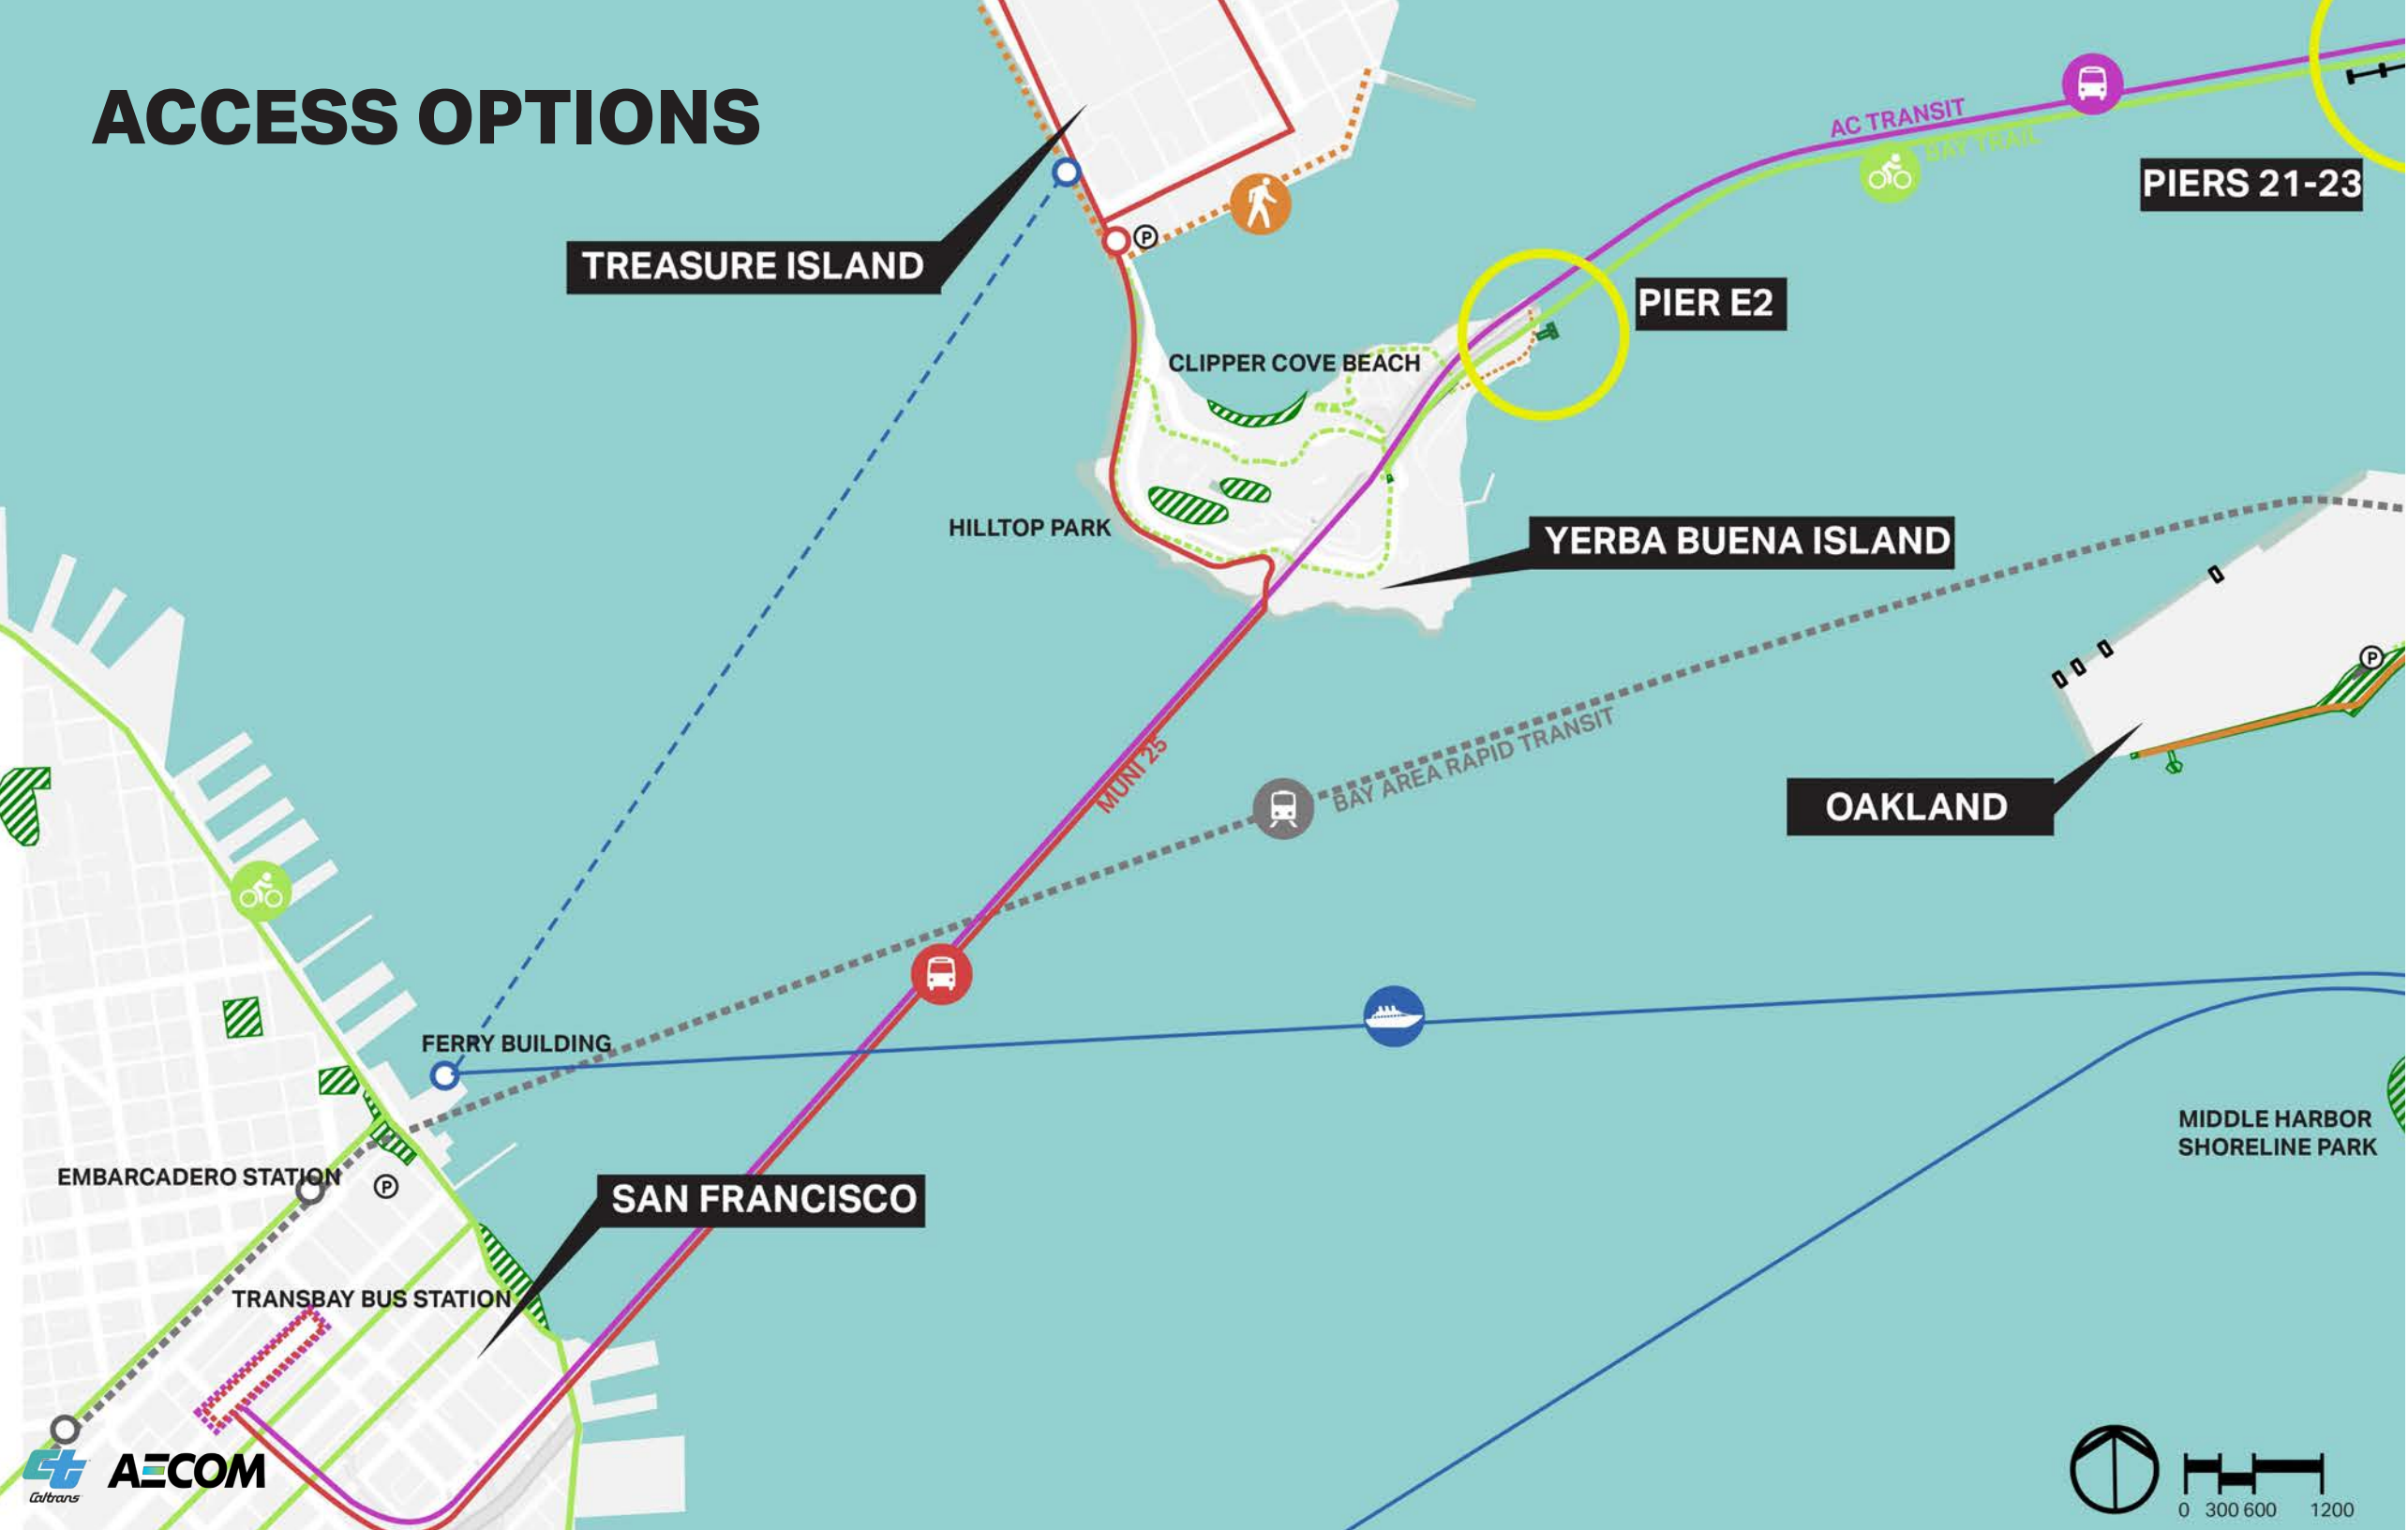 ACCESS OPTIONS
AC TRANSIT
BAY TRAIL
PIERS 21-23
P
TREASURE ISLAND
PIER E2
CLIPPER COVE BEACH
HILLTOP PARK
YERBA BUENA ISLAND
P
MUNI 25
BAY AREA RAPID TRANSIT
OAKLAND
FERRY BUILDING
MIDDLE HARBOR
SHORELINE PARK
EMBARCADERO STATION
P
SAN FRANCISCO
TRANSBAY BUS STATION
ct
Caltrans
AECOM
0 300 600 1200